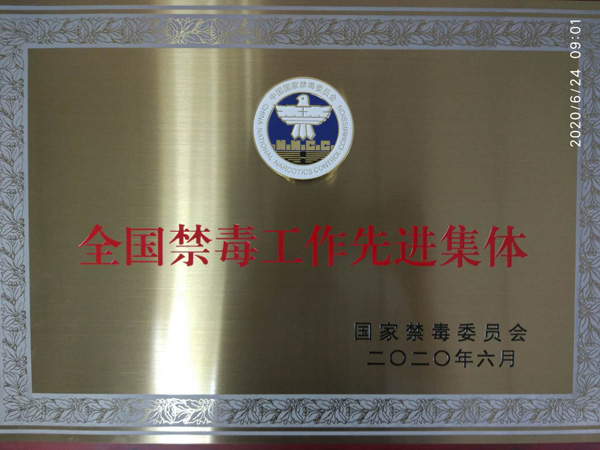 中国国家禁毒委员会
CHINA NATIONAL NARCOTICS CONTROL COMMISSION
N.N.C.C.
全国禁毒工作先进集体
国家禁毒委员会
二〇二〇年六月
2020/6/24 09:01